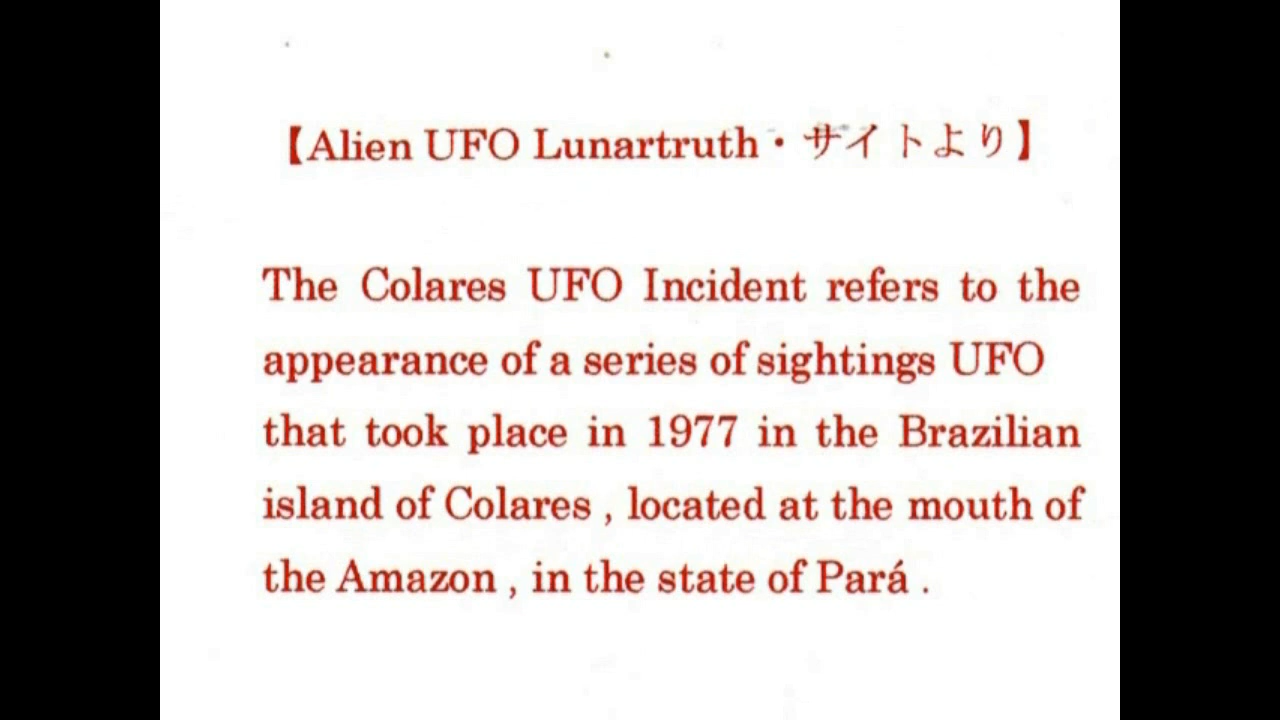 【Alien UFO Lunartruth・サイトより】
The Colares UFO Incident refers to the
appearance of a series of sightings UFO
that took place in 1977 in the Brazilian
island of Colares , located at the mouth of
the Amazon , in the state of Pará .